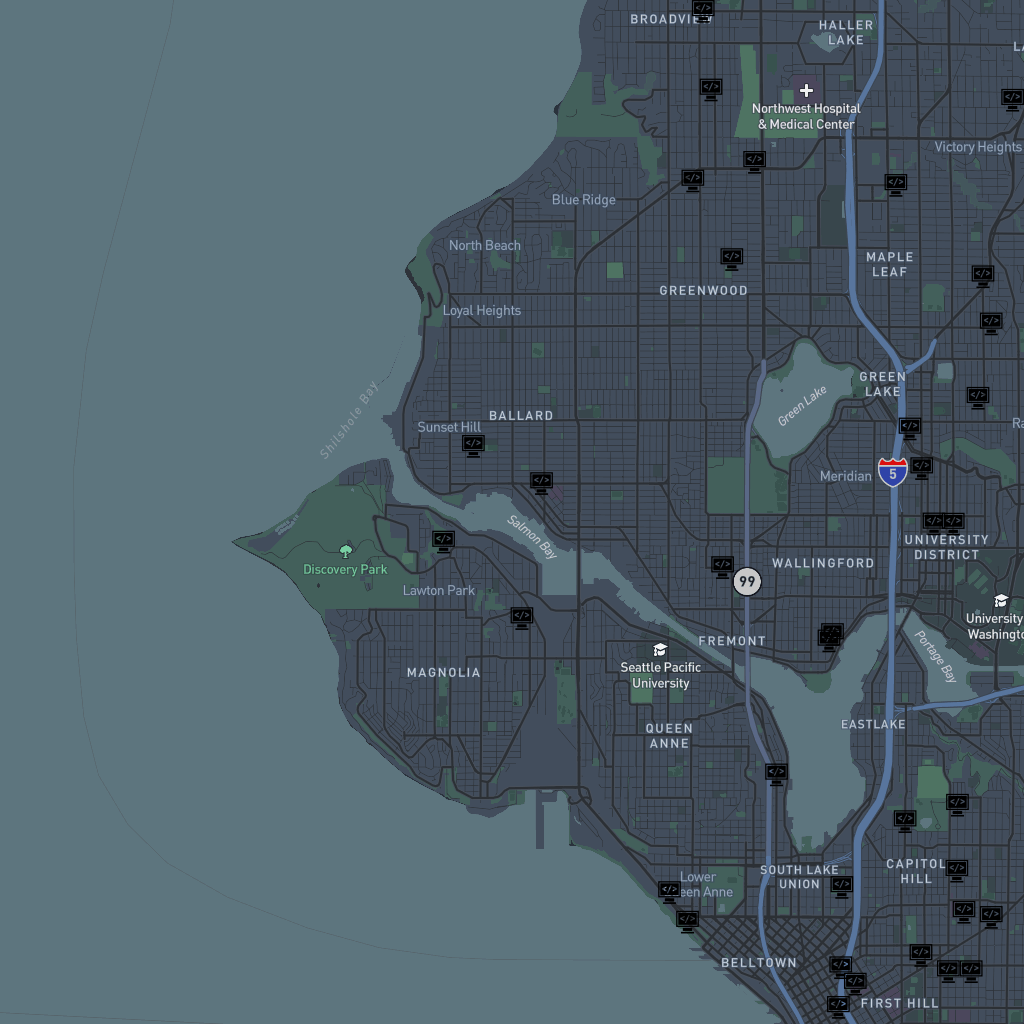 BROADVIEW
HALLER
LAKE
Northwest Hospital
& Medical Center
Victory Heights
Blue Ridge
North Beach
MAPLE
LEAF
GREENWOOD
Loyal Heights
GREEN
LAKE
Green Lake
Shilshole Bay
BALLARD
Sunset Hill
Meridian
5
Salmon Bay
UNIVERSITY
DISTRICT
Discovery Park
WALLINGFORD
99
Lawton Park
University
Washington
FREMONT
Portage Bay
Seattle Pacific
University
MAGNOLIA
QUEEN
ANNE
EASTLAKE
SOUTH LAKE
UNION
CAPITOL
HILL
Lower
een Anne
BELLTOWN
FIRST HILL